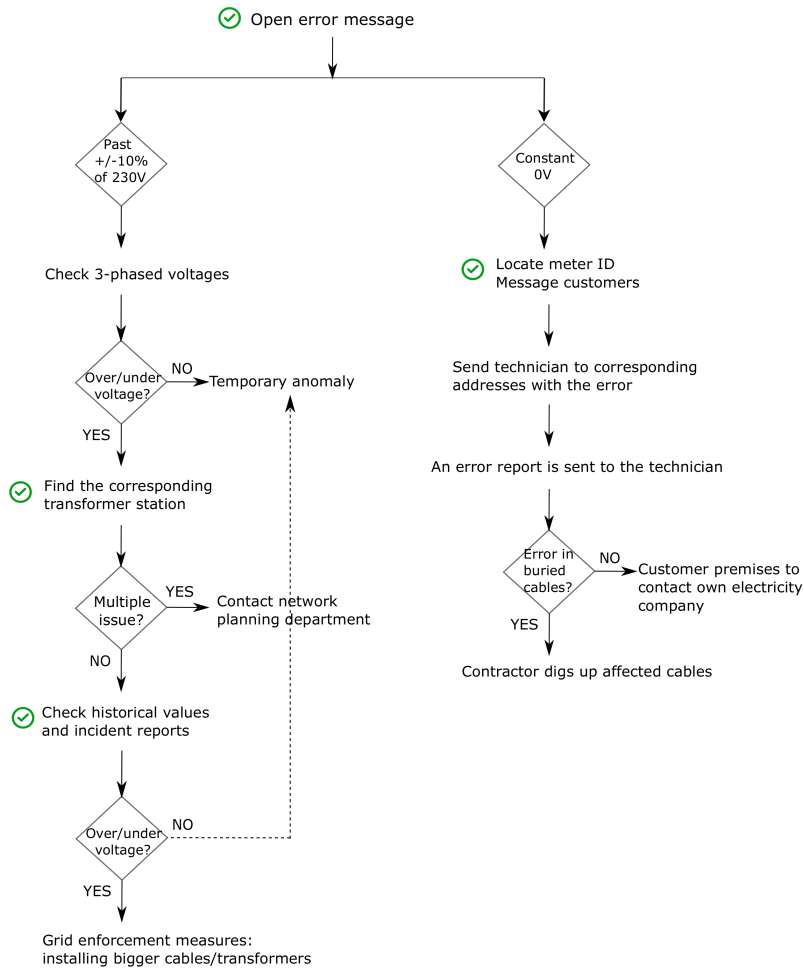 Open error message
Past
+/-10%
of 230V
Check 3-phased voltages
Over/under
voltage?
NO
Temporary anomaly
YES
Find the corresponding
transformer station
Multiple
issue?
YES
Contact network
planning department
NO
Check historical values
and incident reports
Over/under
voltage?
NO
YES
Grid enforcement measures:
installing bigger cables/transformers
Constant
0V
Locate meter ID
Message customers
Send technician to corresponding
addresses with the error
An error report is sent to the technician
Error in
buried
cables?
NO
Customer premises to
contact own electricity
company
YES
Contractor digs up affected cables